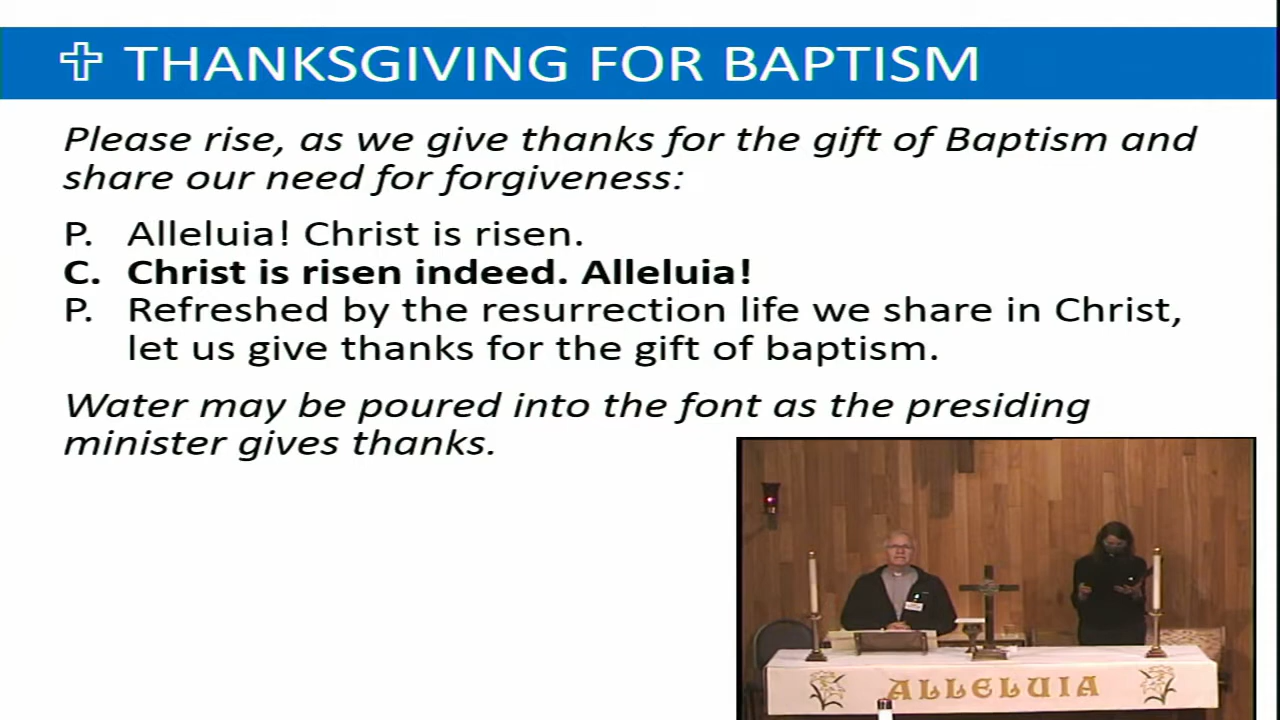 ✝ THANKSGIVING FOR BAPTISM
Please rise, as we give thanks for the gift of Baptism and
share our need for forgiveness:
P. Alleluia! Christ is risen.
C. Christ is risen indeed. Alleluia!
P. Refreshed by the resurrection life we share in Christ,
let us give thanks for the gift of baptism.
Water may be poured into the font as the presiding
minister gives thanks.
ALLELUIA